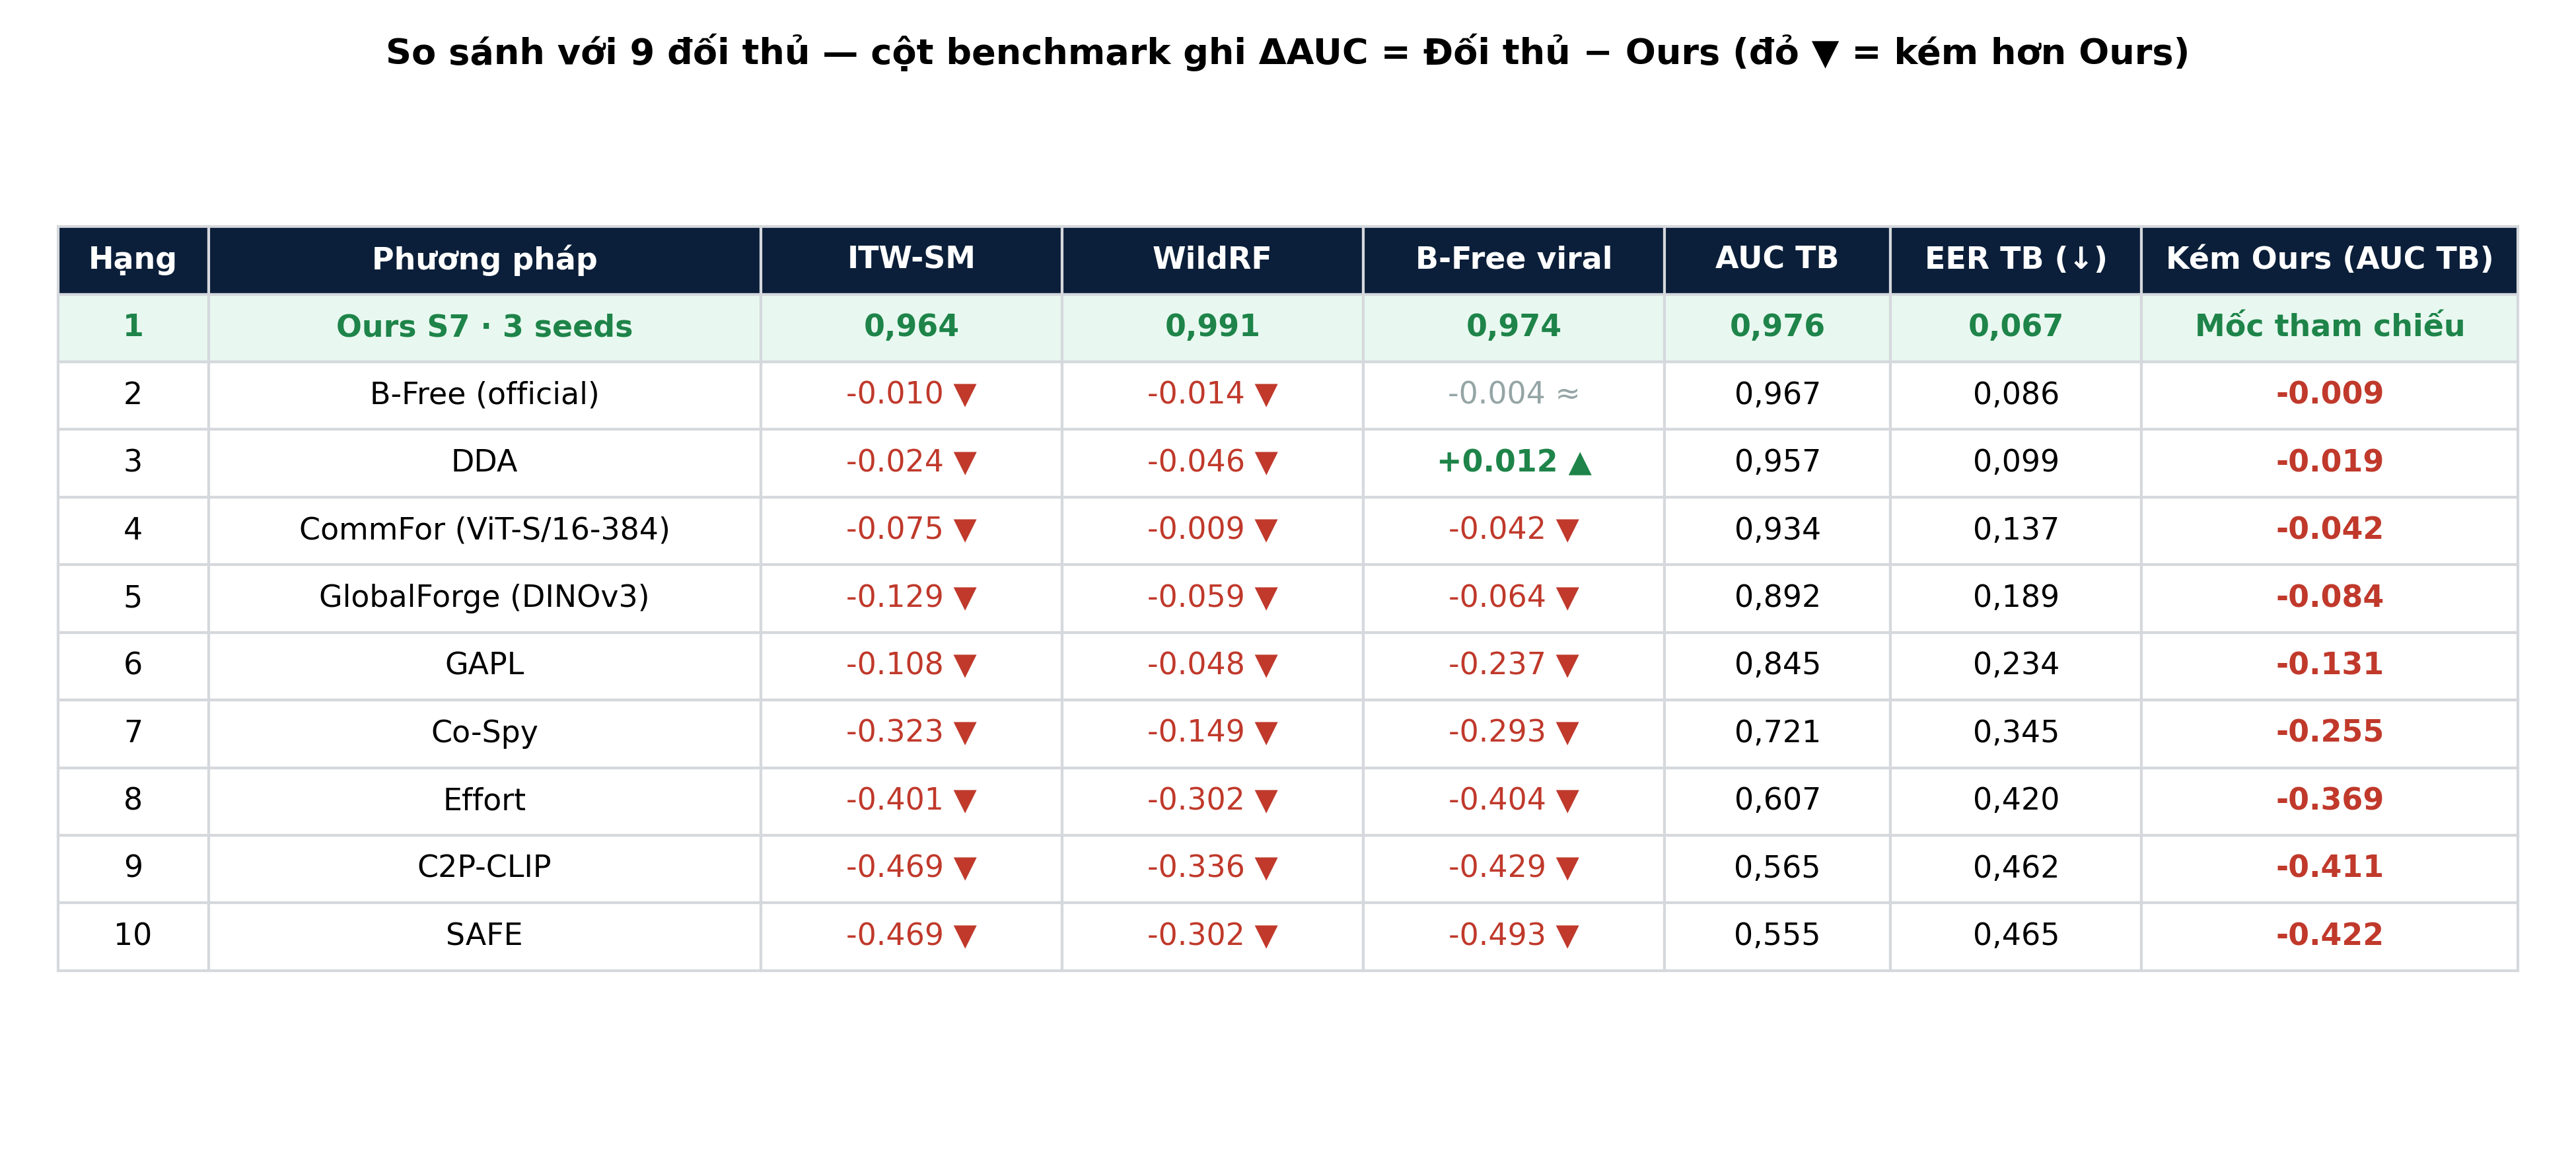 So sánh với 9 đối thủ — cột benchmark ghi ΔAUC = Đối thủ − Ours (đỏ ▼ = kém hơn Ours)
Hạng Phương pháp ITW-SM WildRF B-Free viral AUC TB EER TB (↓) Kém Ours (AUC TB)
1 Ours S7 · 3 seeds 0,964 0,991 0,974 0,976 0,067 Mốc tham chiếu
2 B-Free (official) -0.010 ▼ -0.014 ▼ -0.004 ≈ 0,967 0,086 -0.009
3 DDA -0.024 ▼ -0.046 ▼ +0.012 ▲ 0,957 0,099 -0.019
4 CommFor (ViT-S/16-384) -0.075 ▼ -0.009 ▼ -0.042 ▼ 0,934 0,137 -0.042
5 GlobalForge (DINOv3) -0.129 ▼ -0.059 ▼ -0.064 ▼ 0,892 0,189 -0.084
6 GAPL -0.108 ▼ -0.048 ▼ -0.237 ▼ 0,845 0,234 -0.131
7 Co-Spy -0.323 ▼ -0.149 ▼ -0.293 ▼ 0,721 0,345 -0.255
8 Effort -0.401 ▼ -0.302 ▼ -0.404 ▼ 0,607 0,420 -0.369
9 C2P-CLIP -0.469 ▼ -0.336 ▼ -0.429 ▼ 0,565 0,462 -0.411
10 SAFE -0.469 ▼ -0.302 ▼ -0.493 ▼ 0,555 0,465 -0.422